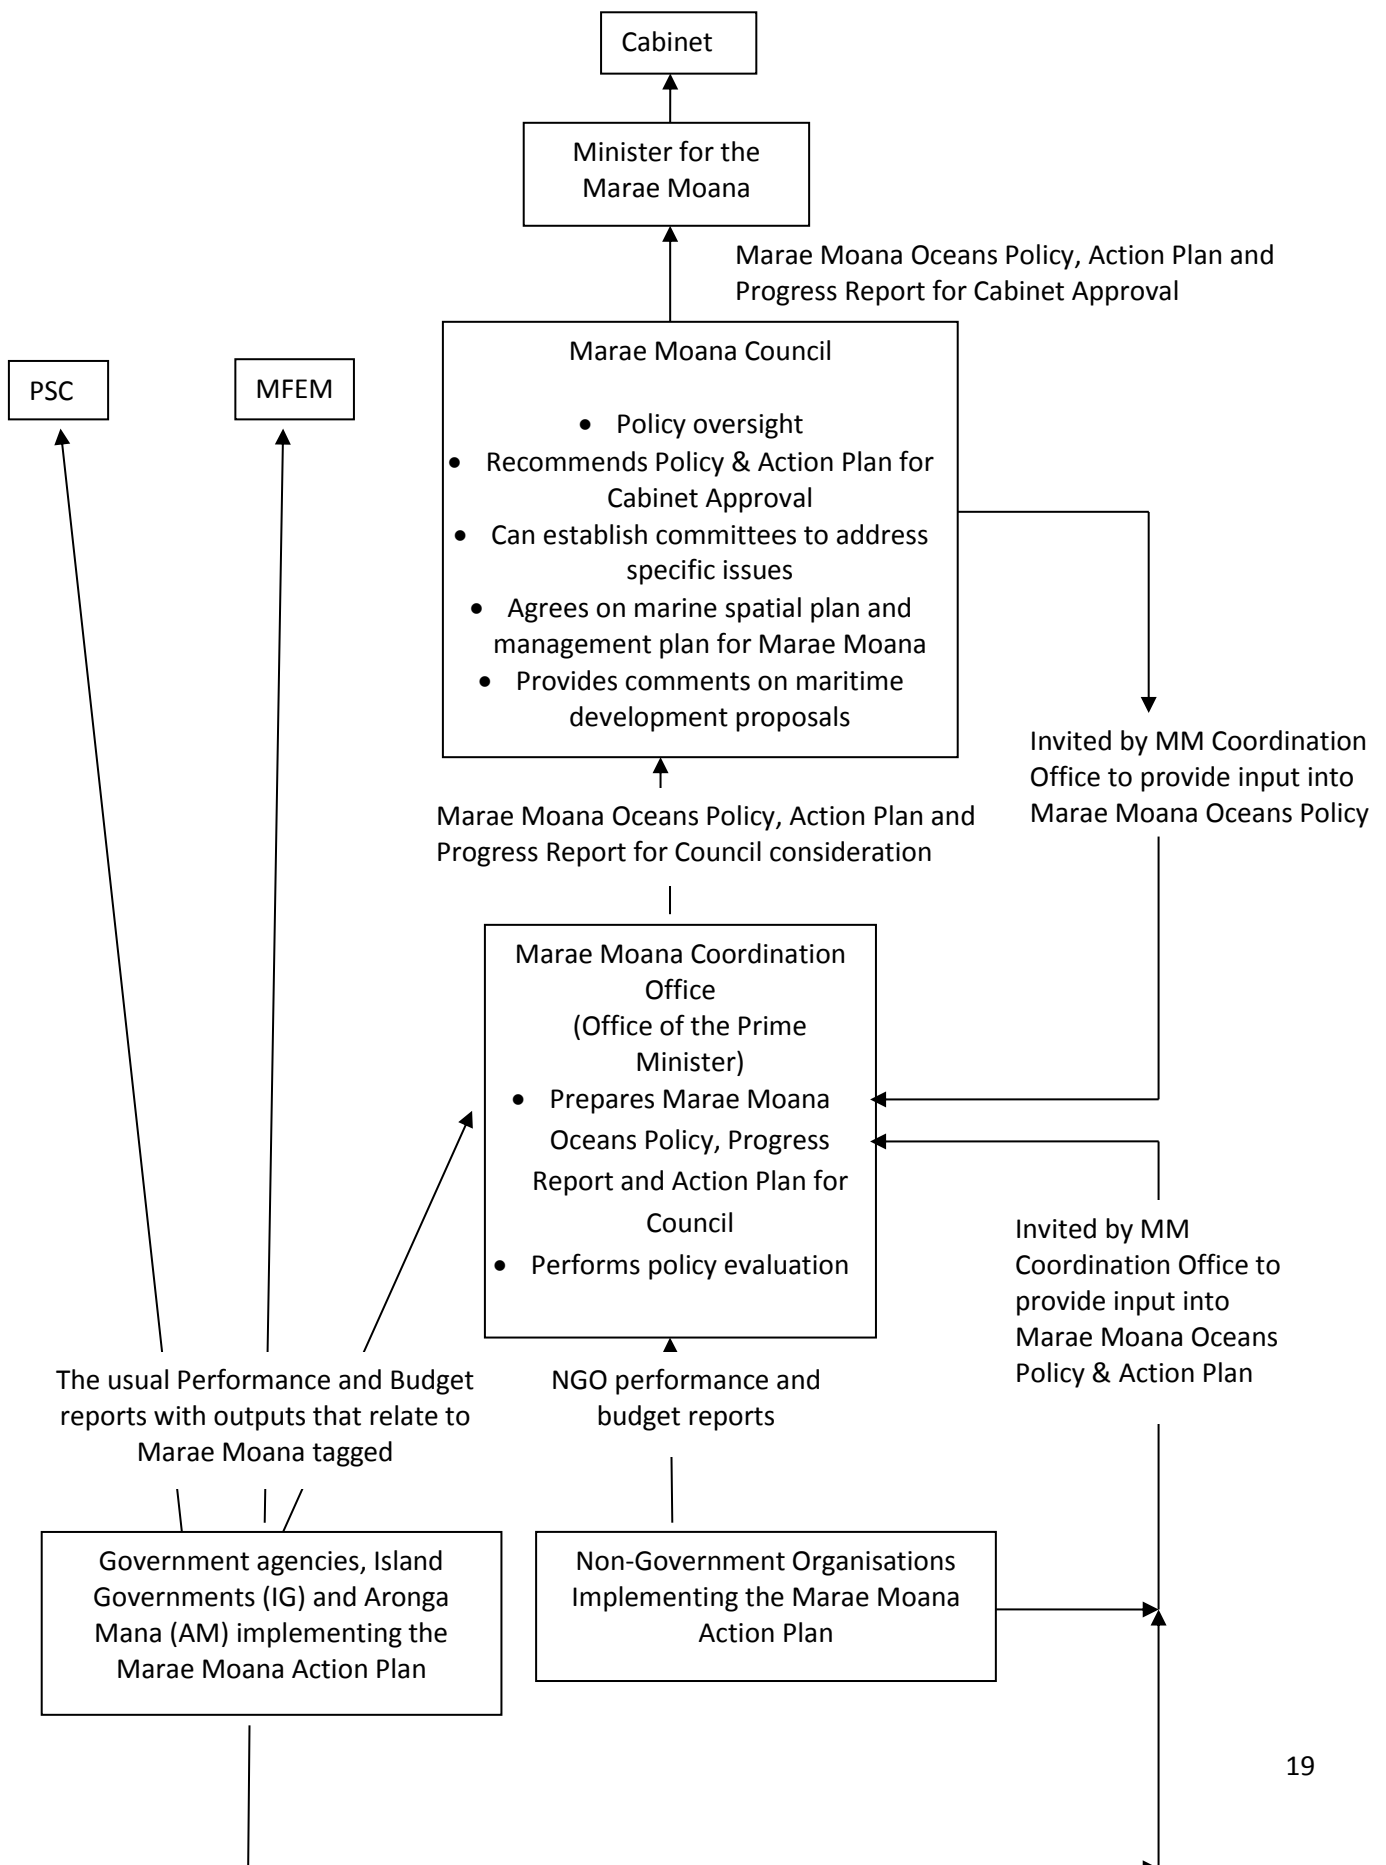 Cabinet
Minister for the
Marae Moana
Marae Moana Oceans Policy, Action Plan and
Progress Report for Cabinet Approval
Marae Moana Council
• Policy oversight
• Recommends Policy & Action Plan for
Cabinet Approval
• Can establish committees to address
specific issues
• Agrees on marine spatial plan and
management plan for Marae Moana
• Provides comments on maritime
development proposals
PSC
MFEM
Invited by MM Coordination
Office to provide input into
Marae Moana Oceans Policy
Marae Moana Oceans Policy, Action Plan and
Progress Report for Council consideration
Marae Moana Coordination
Office
(Office of the Prime
Minister)
• Prepares Marae Moana
Oceans Policy, Progress
Report and Action Plan for
Council
• Performs policy evaluation
Invited by MM
Coordination Office to
provide input into
Marae Moana Oceans
Policy & Action Plan
The usual Performance and Budget
reports with outputs that relate to
Marae Moana tagged
NGO performance and
budget reports
Government agencies, Island
Governments (IG) and Aronga
Mana (AM) implementing the
Marae Moana Action Plan
Non-Government Organisations
Implementing the Marae Moana
Action Plan
19